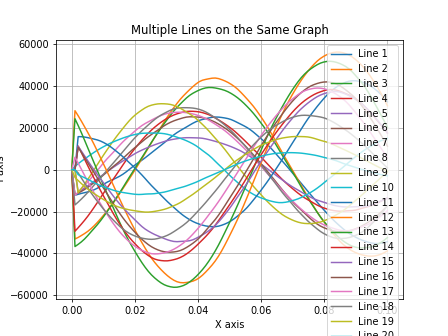 Multiple Lines on the Same Graph
60000
40000
20000
0
−20000
−40000
−60000
0.00
0.02
0.04
0.06
X axis
Line 1
Line 2
Line 3
Line 4
Line 5
Line 6
Line 7
Line 8
Line 9
Line 10
Line 11
Line 12
Line 13
Line 14
Line 15
Line 16
Line 17
Line 18
Line 19
Line 20